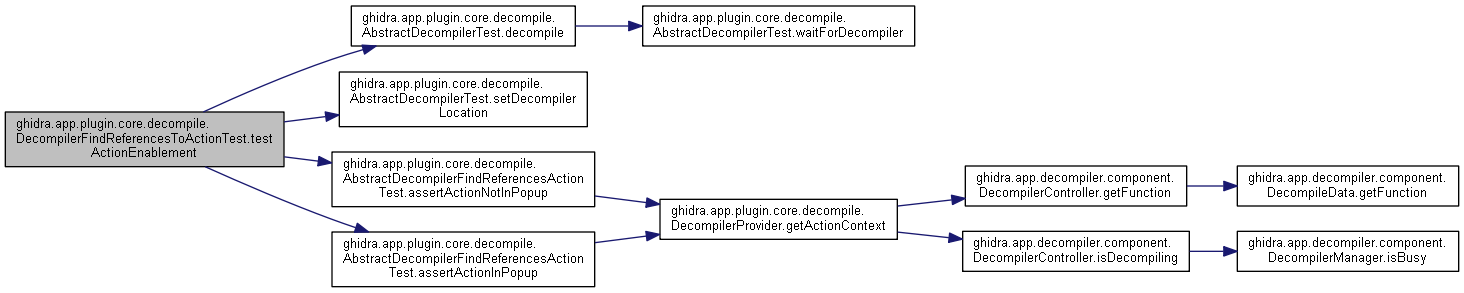 ghidra.app.plugin.core.decompile.
DecompilerFindReferencesToActionTest.test
ActionEnablement
ghidra.app.plugin.core.decompile.
AbstractDecompilerTest.decompile
ghidra.app.plugin.core.decompile.
AbstractDecompilerTest.waitForDecompiler
ghidra.app.plugin.core.decompile.
AbstractDecompilerTest.setDecompiler
Location
ghidra.app.plugin.core.decompile.
AbstractDecompilerFindReferencesAction
Test.assertActionNotInPopup
ghidra.app.plugin.core.decompile.
AbstractDecompilerFindReferencesAction
Test.assertActionInPopup
ghidra.app.plugin.core.decompile.
DecompilerProvider.getActionContext
ghidra.app.decompiler.component.
DecompilerController.getFunction
ghidra.app.decompiler.component.
DecompileData.getFunction
ghidra.app.decompiler.component.
DecompilerController.isDecompiling
ghidra.app.decompiler.component.
DecompilerManager.isBusy